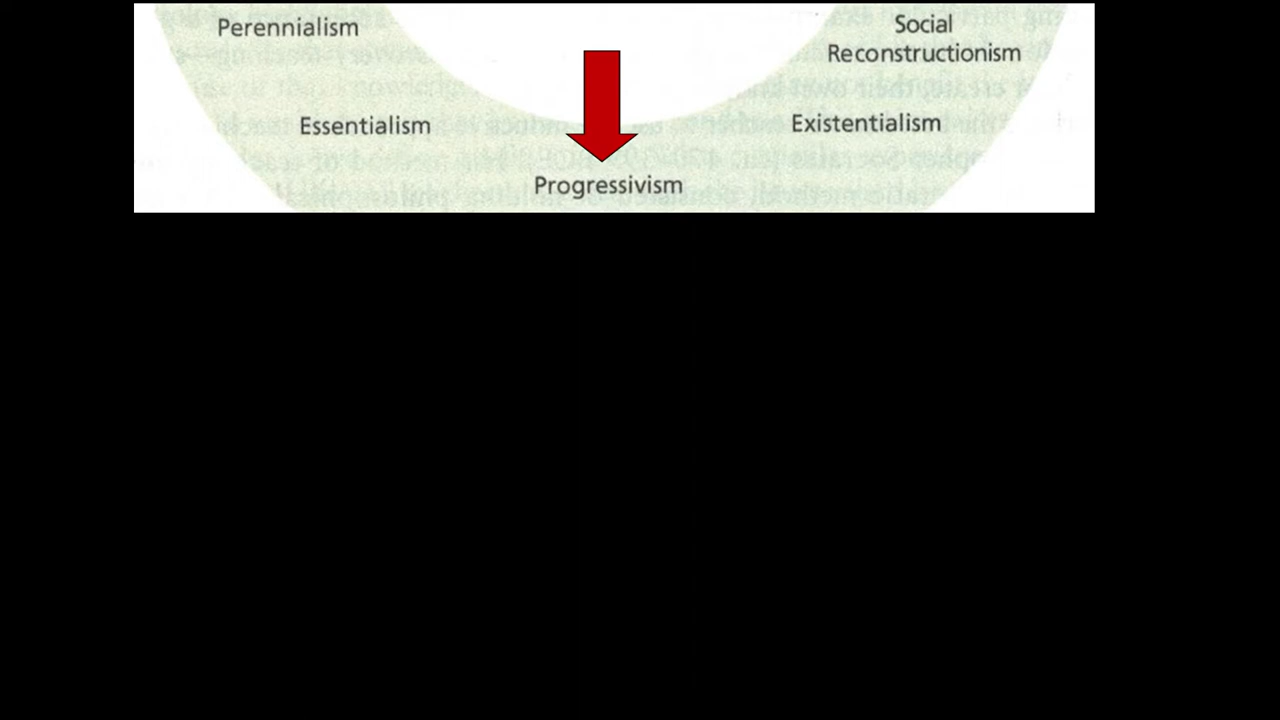 Perennialism
Social
Reconstructionism
Essentialism
Existentialism
Progressivism